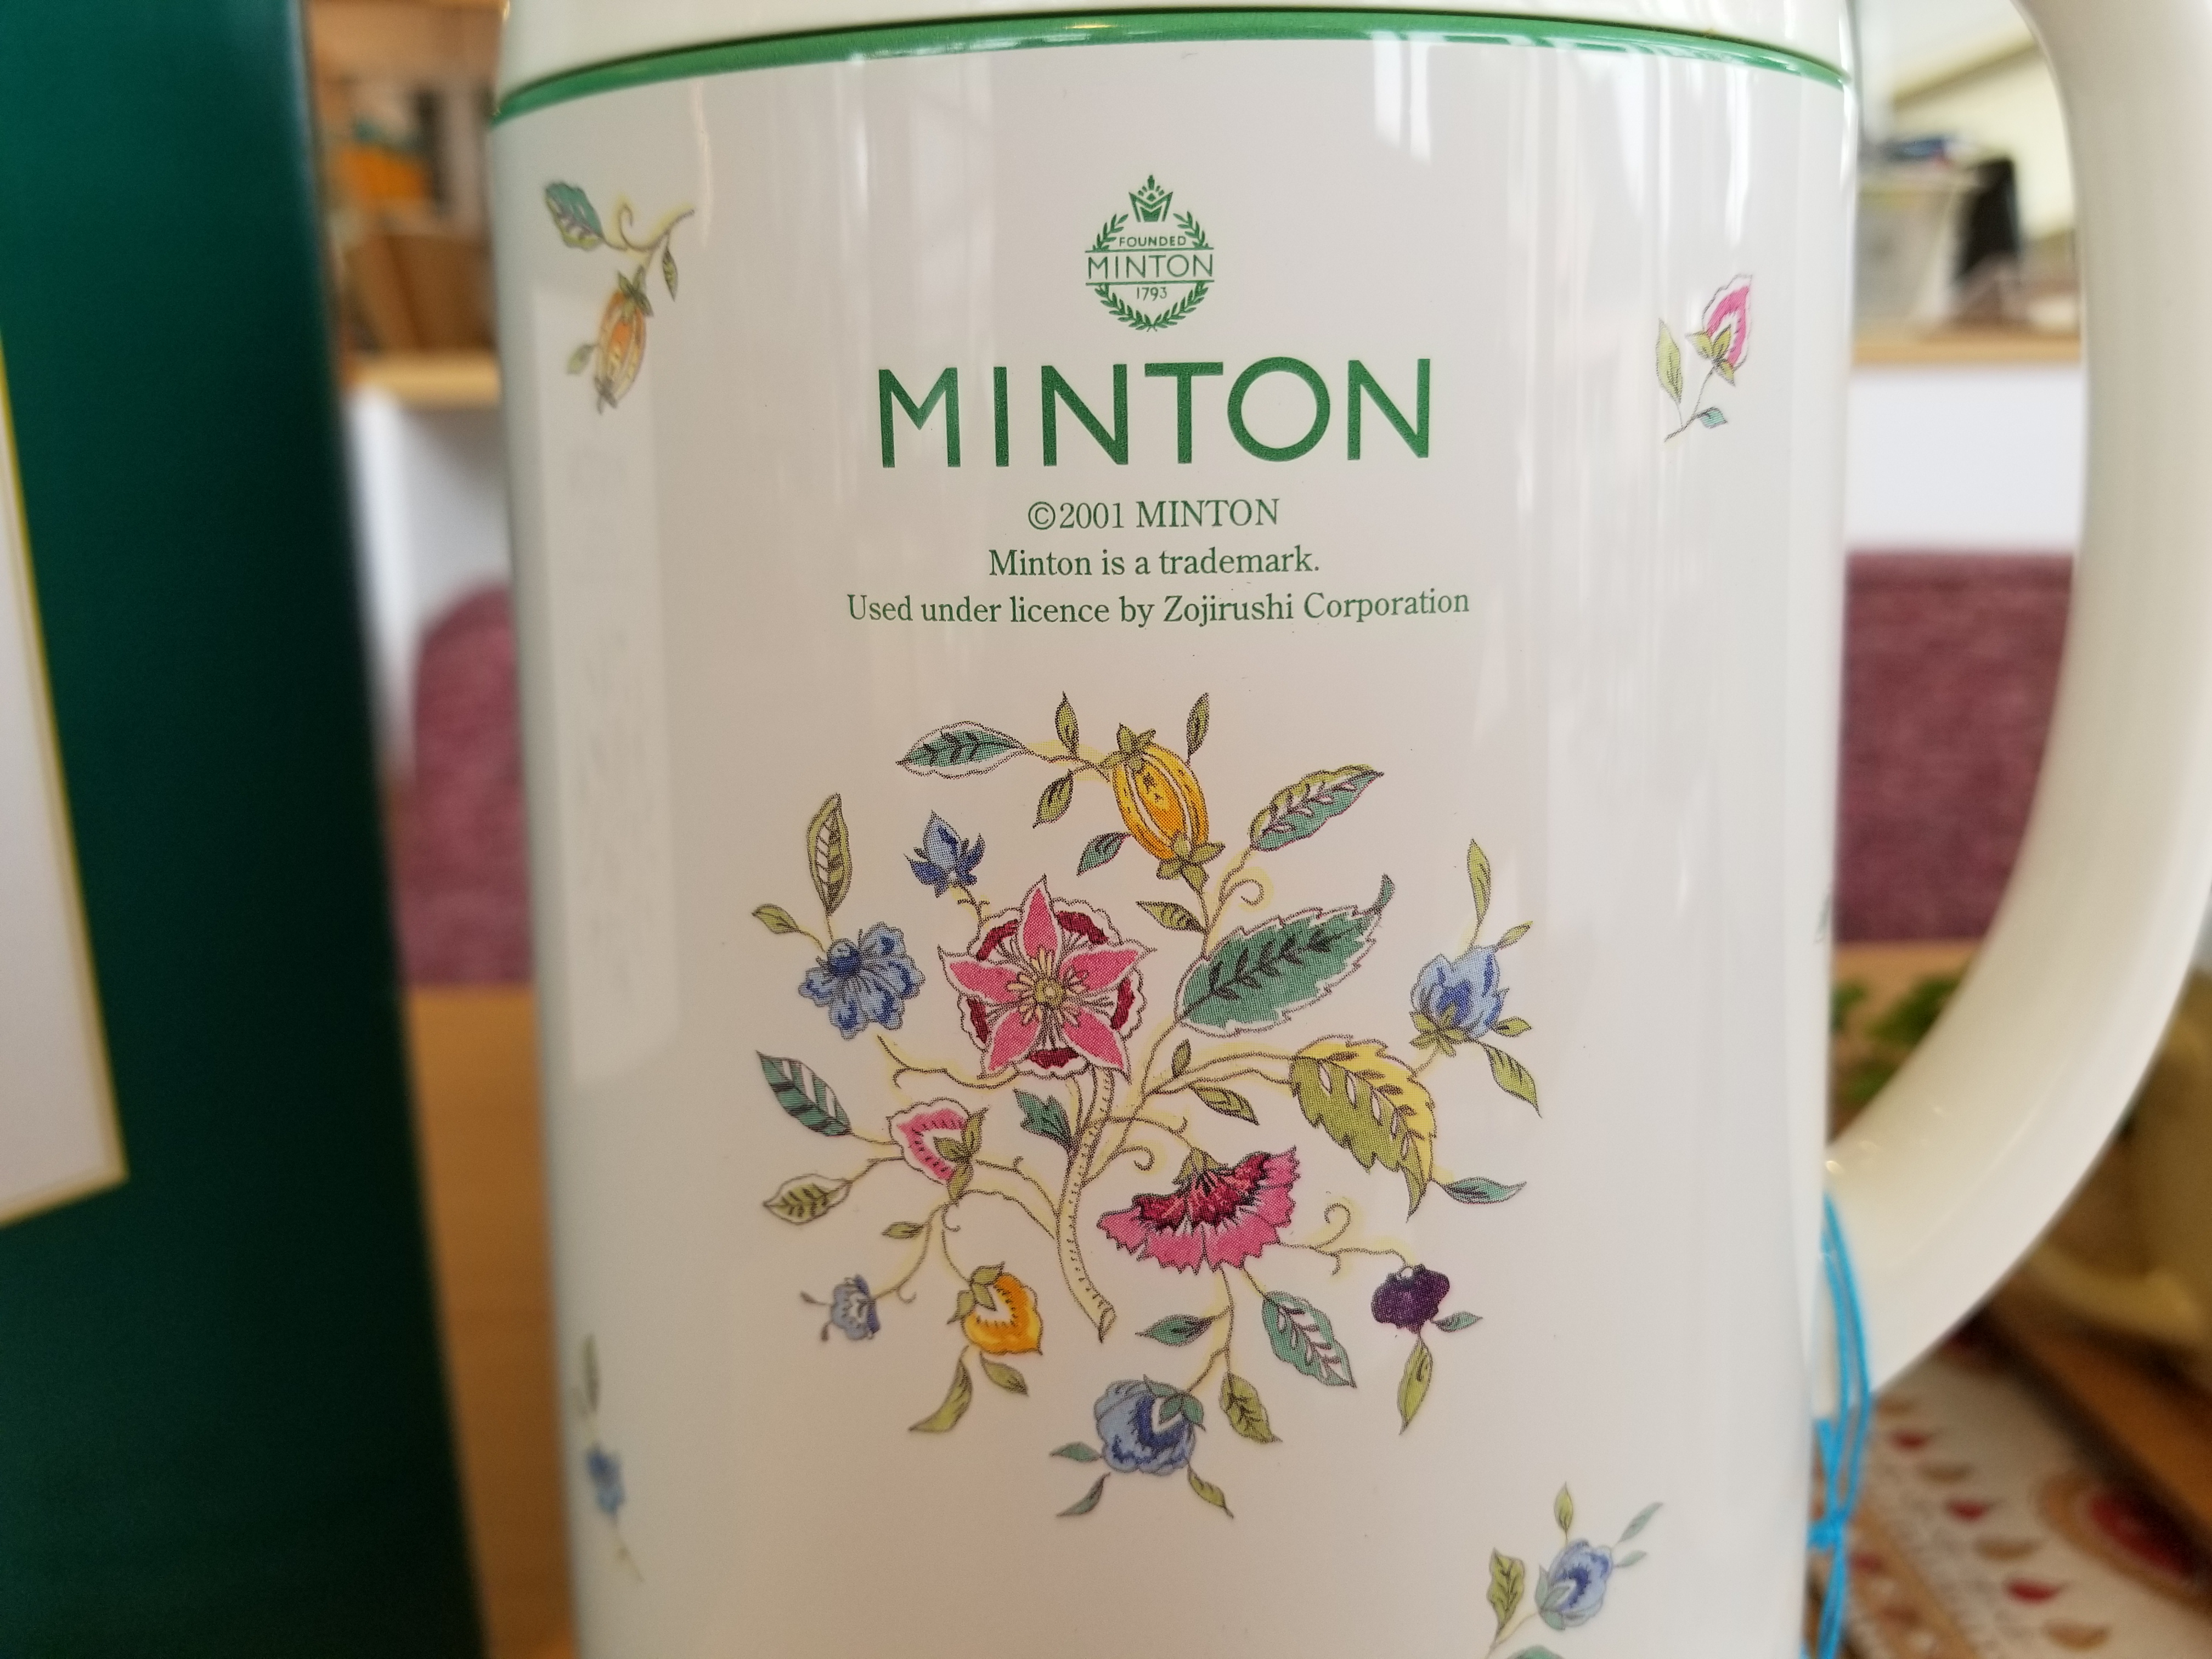 FOUNDED
MINTON
1793
MINTON
©2001 MINTON
Minton is a trademark.
Used under licence by Zojirushi Corporation